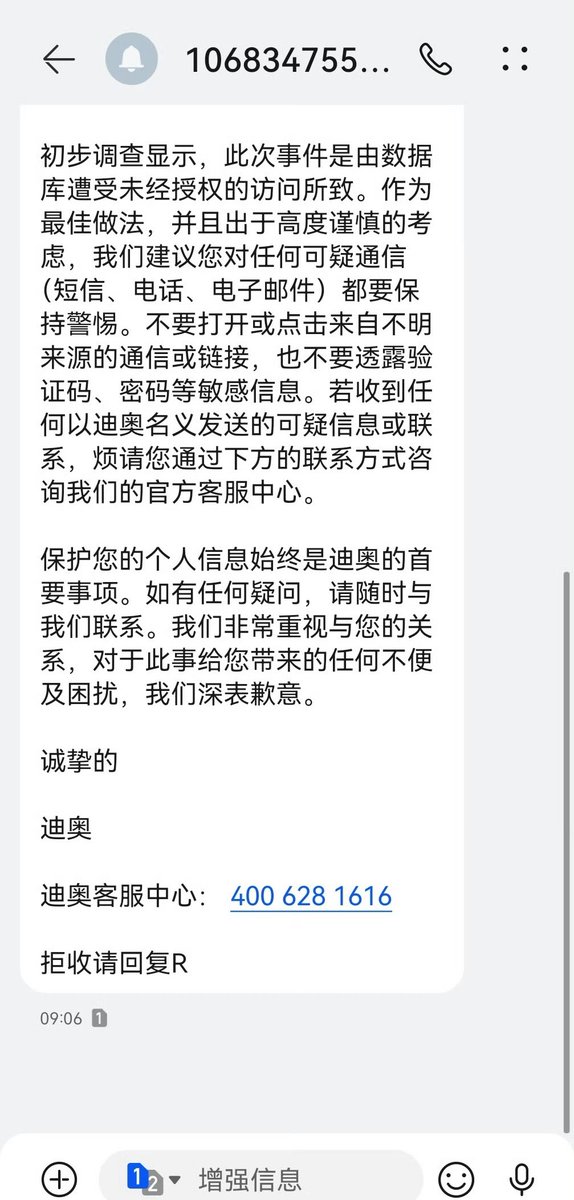 106834755...
初步调查显示，此次事件是由数据
库遭受未经授权的访问所致。作为
最佳做法，并且出于高度谨慎的考
虑，我们建议您对任何可疑通信
（短信、电话、电子邮件）都要保
持警惕。不要打开或点击来自不明
来源的通信或链接，也不要透露验
证码、密码等敏感信息。若收到任
何以迪奥名义发送的可疑信息或联
系，烦请您通过下方的联系方式咨
询我们的官方客服中心。
保护您的个人信息始终是迪奥的首
要事项。如有任何疑问，请随时与
我们联系。我们非常重视与您的关
系，对于此事给您带来的任何不便
及困扰，我们深表歉意。
诚挚的
迪奥
迪奥客服中心： 400 628 1616
拒收请回复R
09:06 1
1 2 增强信息